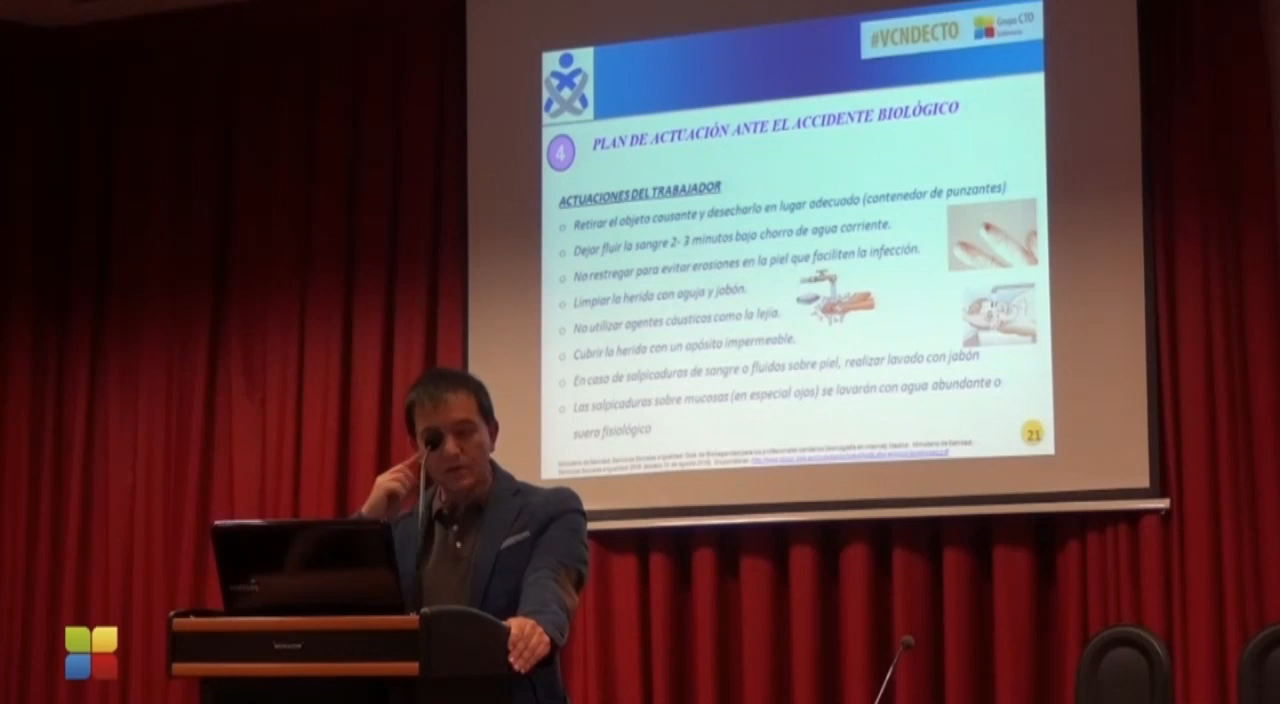 #VCNDECTO
Grupo CTO
4
PLAN DE ACTUACIÓN ANTE EL ACCIDENTE BIOLÓGICO
ACTUACIONES DEL TRABAJADOR
o Retirar el objeto causante y desecharlo en lugar adecuado (contenedor de punzantes)
o Dejar fluir la sangre 2- 3 minutos bajo chorro de agua corriente.
o No restregar para evitar erosiones en la piel que faciliten la infección.
o Limpiar la herida con aguja y jabón.
o No utilizar agentes cáusticos como la lejía.
o Cubrir la herida con un apósito impermeable.
o En caso de salpicaduras de sangre o fluidos sobre piel, realizar lavado con jabón
o Las salpicaduras sobre mucosas (en especial ojos) se lavarán con agua abundante o
suero fisiológico
21